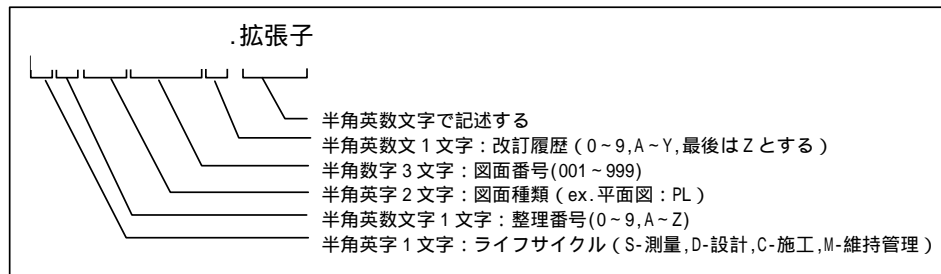 .拡張子
半角英数文字で記述する
半角英数文1文字:改訂履歴(0~9,A~Y,最後はZとする)
半角数字3文字:図面番号(001~999)
半角英字2文字:図面種類(ex.平面図:PL)
半角英数文字1文字:整理番号(0~9,A~Z)
半角英字1文字:ライフサイクル(S-測量,D-設計,C-施工,M-維持管理)